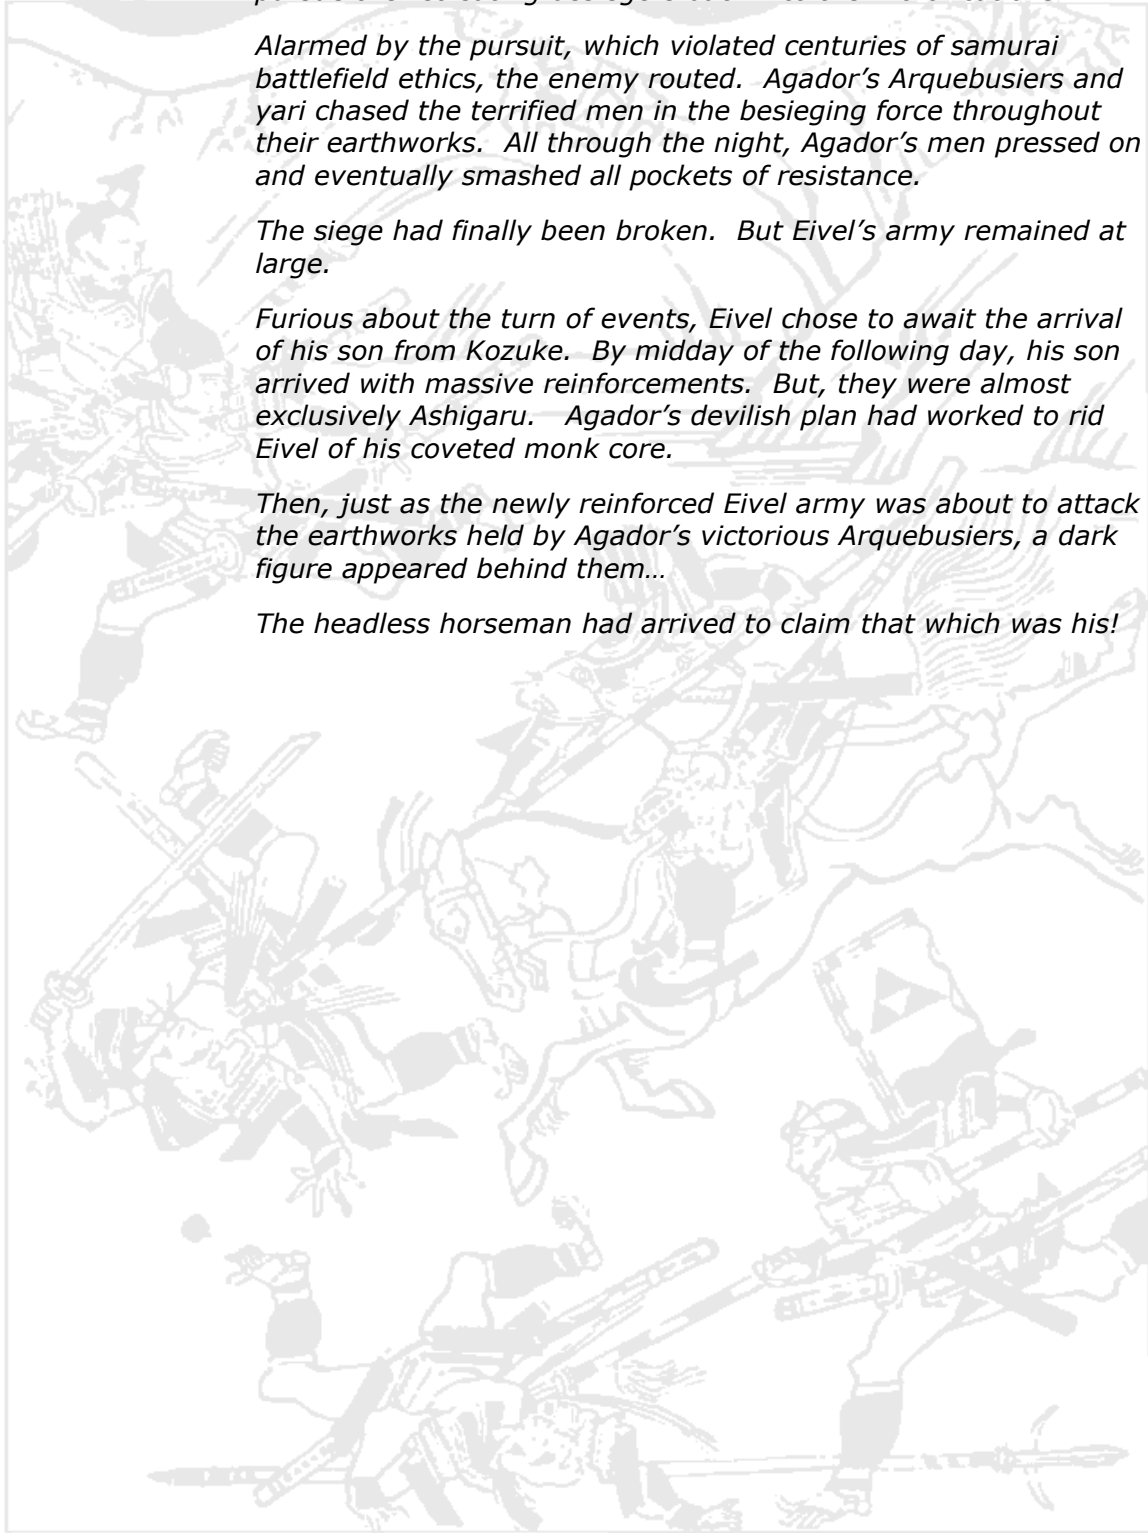 Alarmed by the pursuit, which violated centuries of samurai
battlefield ethics, the enemy routed. Agador’s Arquebusiers and
yari chased the terrified men in the besieging force throughout
their earthworks. All through the night, Agador’s men pressed on
and eventually smashed all pockets of resistance.
The siege had finally been broken. But Eivel’s army remained at
large.
Furious about the turn of events, Eivel chose to await the arrival
of his son from Kozuke. By midday of the following day, his son
arrived with massive reinforcements. But, they were almost
exclusively Ashigaru. Agador’s devilish plan had worked to rid
Eivel of his coveted monk core.
Then, just as the newly reinforced Eivel army was about to attack
the earthworks held by Agador’s victorious Arquebusiers, a dark
figure appeared behind them…
The headless horseman had arrived to claim that which was his!